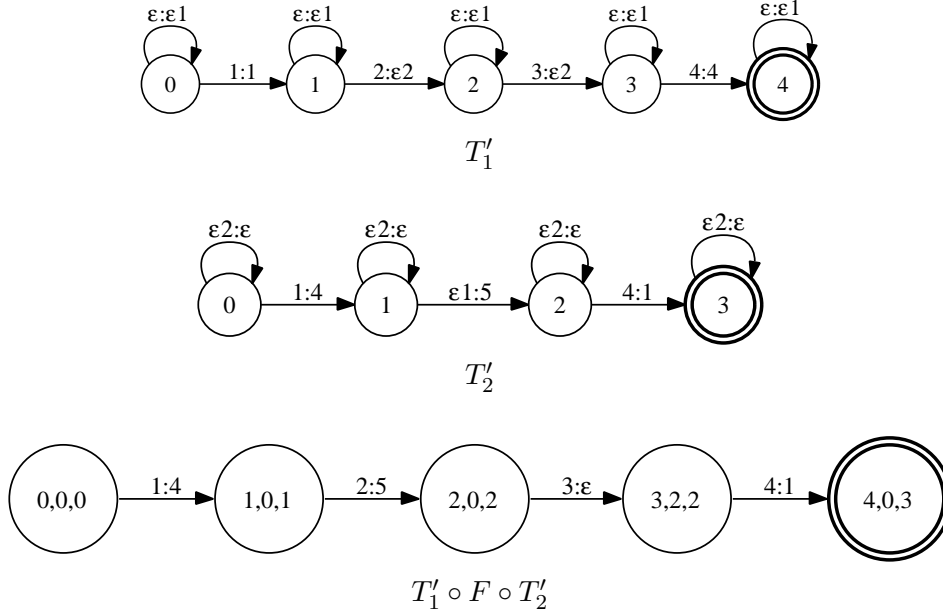 ε:ε1 ε:ε1 ε:ε1 ε:ε1 ε:ε1
0 1:1 1 2:ε2 2 3:ε2 3 4:4 4
T′₁
ε2:ε ε2:ε ε2:ε ε2:ε
0 1:4 1 ε1:5 2 4:1 3
T′₂
0,0,0 1:4 1,0,1 2:5 2,0,2 3:ε 3,2,2 4:1 4,0,3
T′₁ ∘ F ∘ T′₂